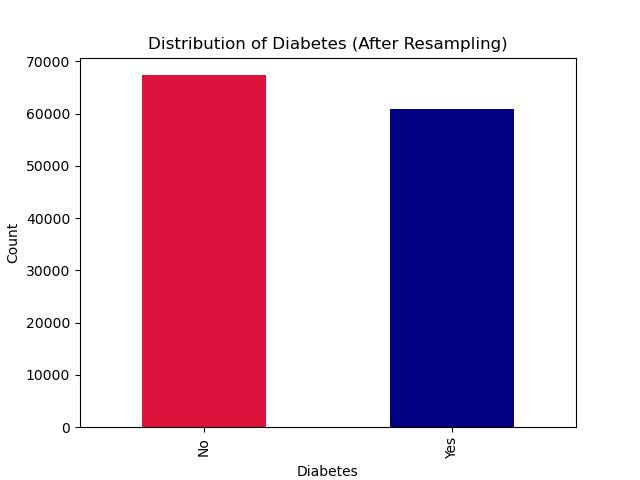 Distribution of Diabetes (After Resampling)
70000
60000
50000
40000
30000
20000
10000
0
Count
No
Yes
Diabetes